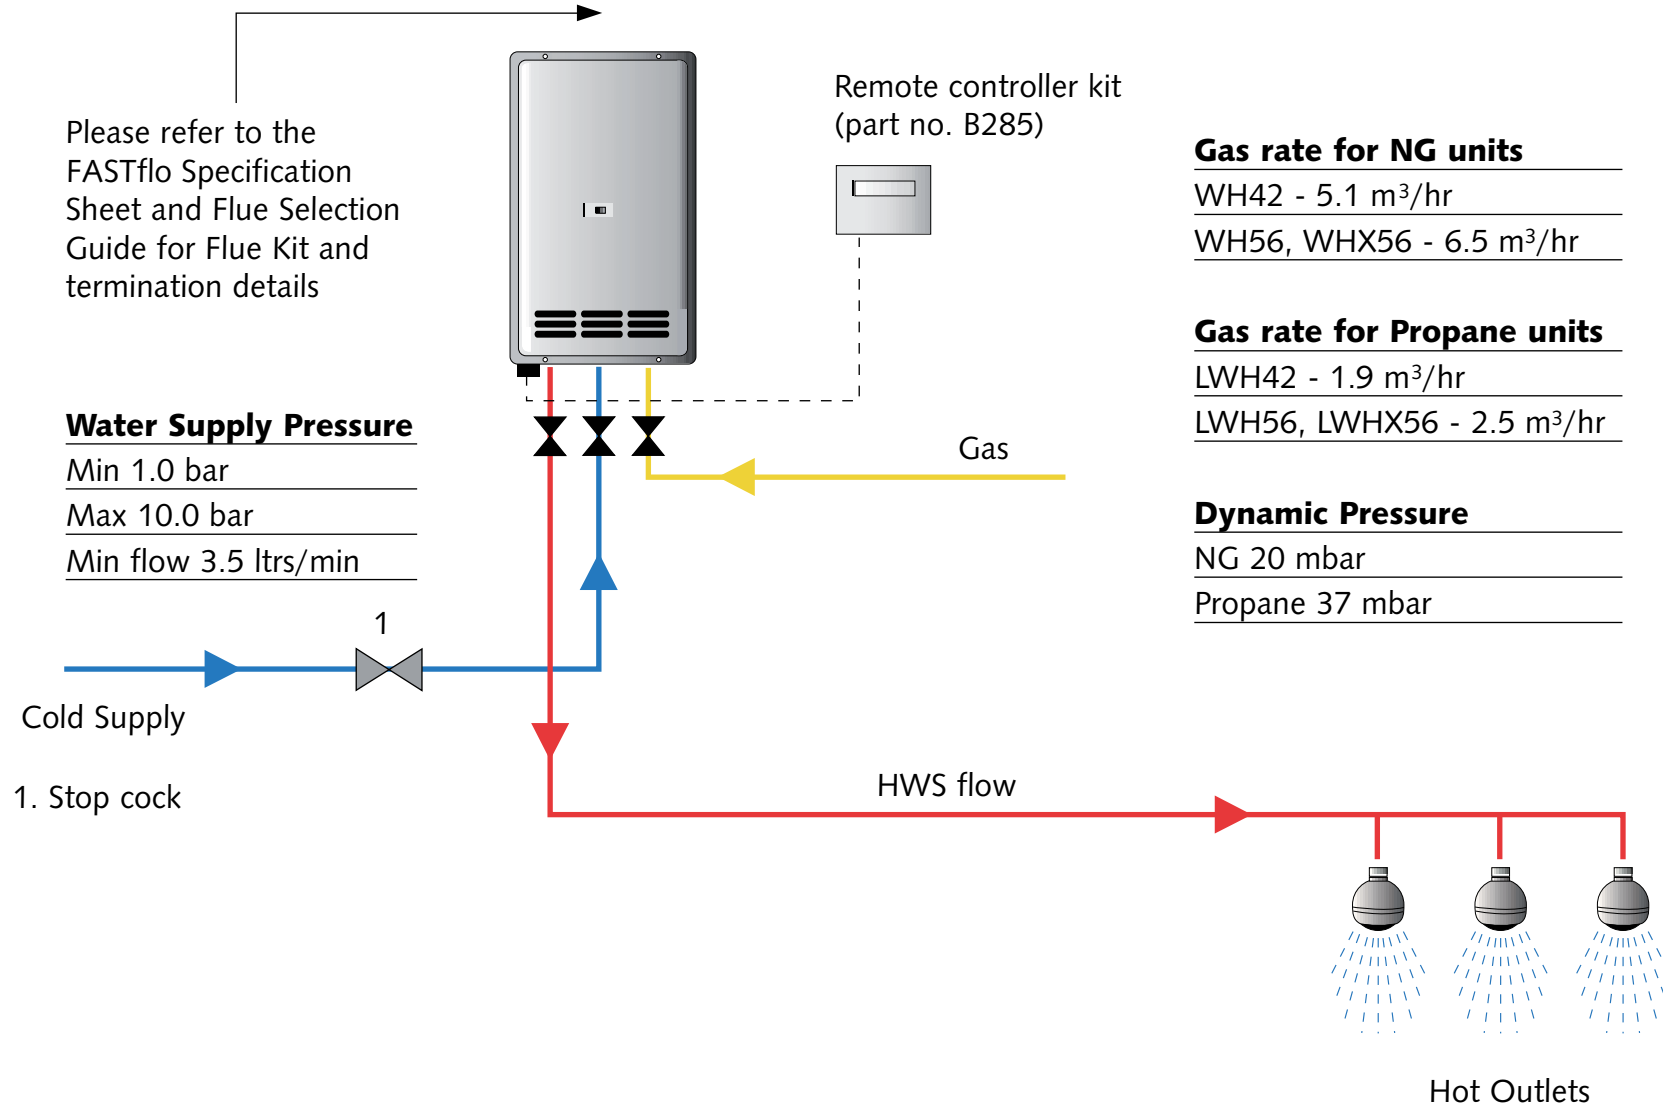 Please refer to the
FASTflo Specification
Sheet and Flue Selection
Guide for Flue Kit and
termination details
Remote controller kit
(part no. B285)
Gas rate for NG units
WH42 - 5.1 m³/hr
WH56, WHX56 - 6.5 m³/hr
Gas rate for Propane units
LWH42 - 1.9 m³/hr
LWH56, LWHX56 - 2.5 m³/hr
Dynamic Pressure
NG 20 mbar
Propane 37 mbar
Water Supply Pressure
Min 1.0 bar
Max 10.0 bar
Min flow 3.5 ltrs/min
Gas
1
Cold Supply
1. Stop cock
HWS flow
Hot Outlets